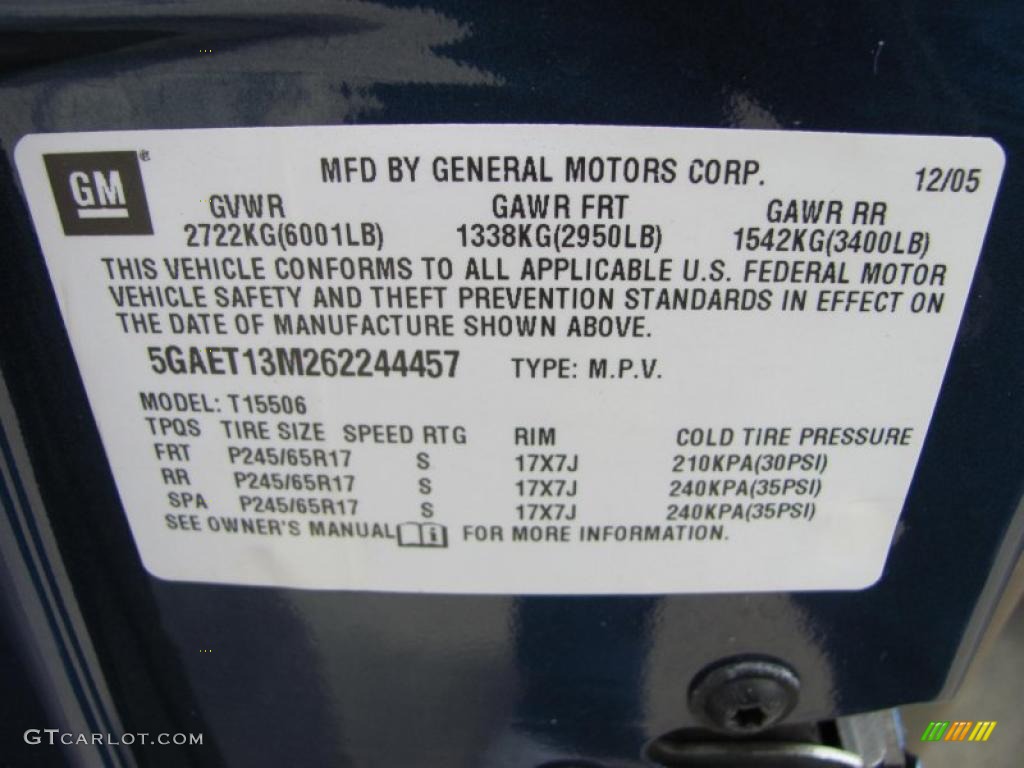 GM
MFD BY GENERAL MOTORS CORP. 12/05
GVWR GAWR FRT GAWR RR
2722KG(6001LB) 1338KG(2950LB) 1542KG(3400LB)
THIS VEHICLE CONFORMS TO ALL APPLICABLE U.S. FEDERAL MOTOR
VEHICLE SAFETY AND THEFT PREVENTION STANDARDS IN EFFECT ON
THE DATE OF MANUFACTURE SHOWN ABOVE.
5GAET13M262244457 TYPE: M.P.V.
MODEL: T15506
TPQS TIRE SIZE SPEED RTG RIM COLD TIRE PRESSURE
FRT P245/65R17 S 17X7J 210KPA(30PSI)
RR P245/65R17 S 17X7J 240KPA(35PSI)
SPA P245/65R17 S 17X7J 240KPA(35PSI)
SEE OWNER'S MANUAL FOR MORE INFORMATION.
GTCARLOT.COM